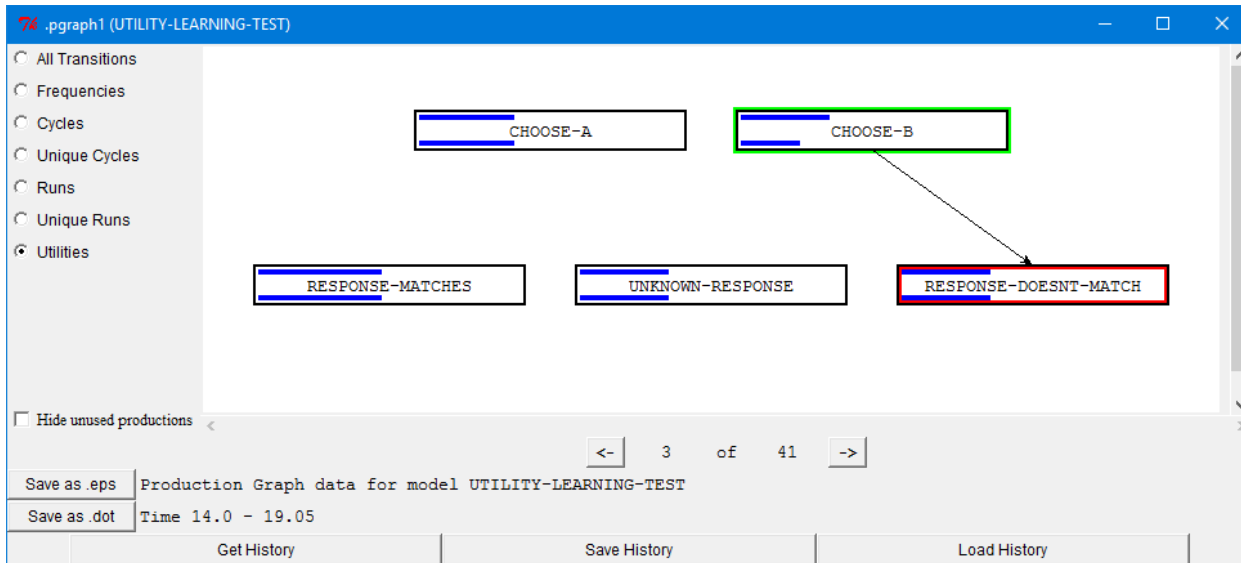 .pgraph1 (UTILITY-LEARNING-TEST)
All Transitions
Frequencies
Cycles
Unique Cycles
Runs
Unique Runs
Utilities
CHOOSE-A
CHOOSE-B
RESPONSE-MATCHES
UNKNOWN-RESPONSE
RESPONSE-DOESNT-MATCH
Hide unused productions
<- 3 of 41 ->
Save as .eps Production Graph data for model UTILITY-LEARNING-TEST
Save as .dot Time 14.0 - 19.05
Get History Save History Load History